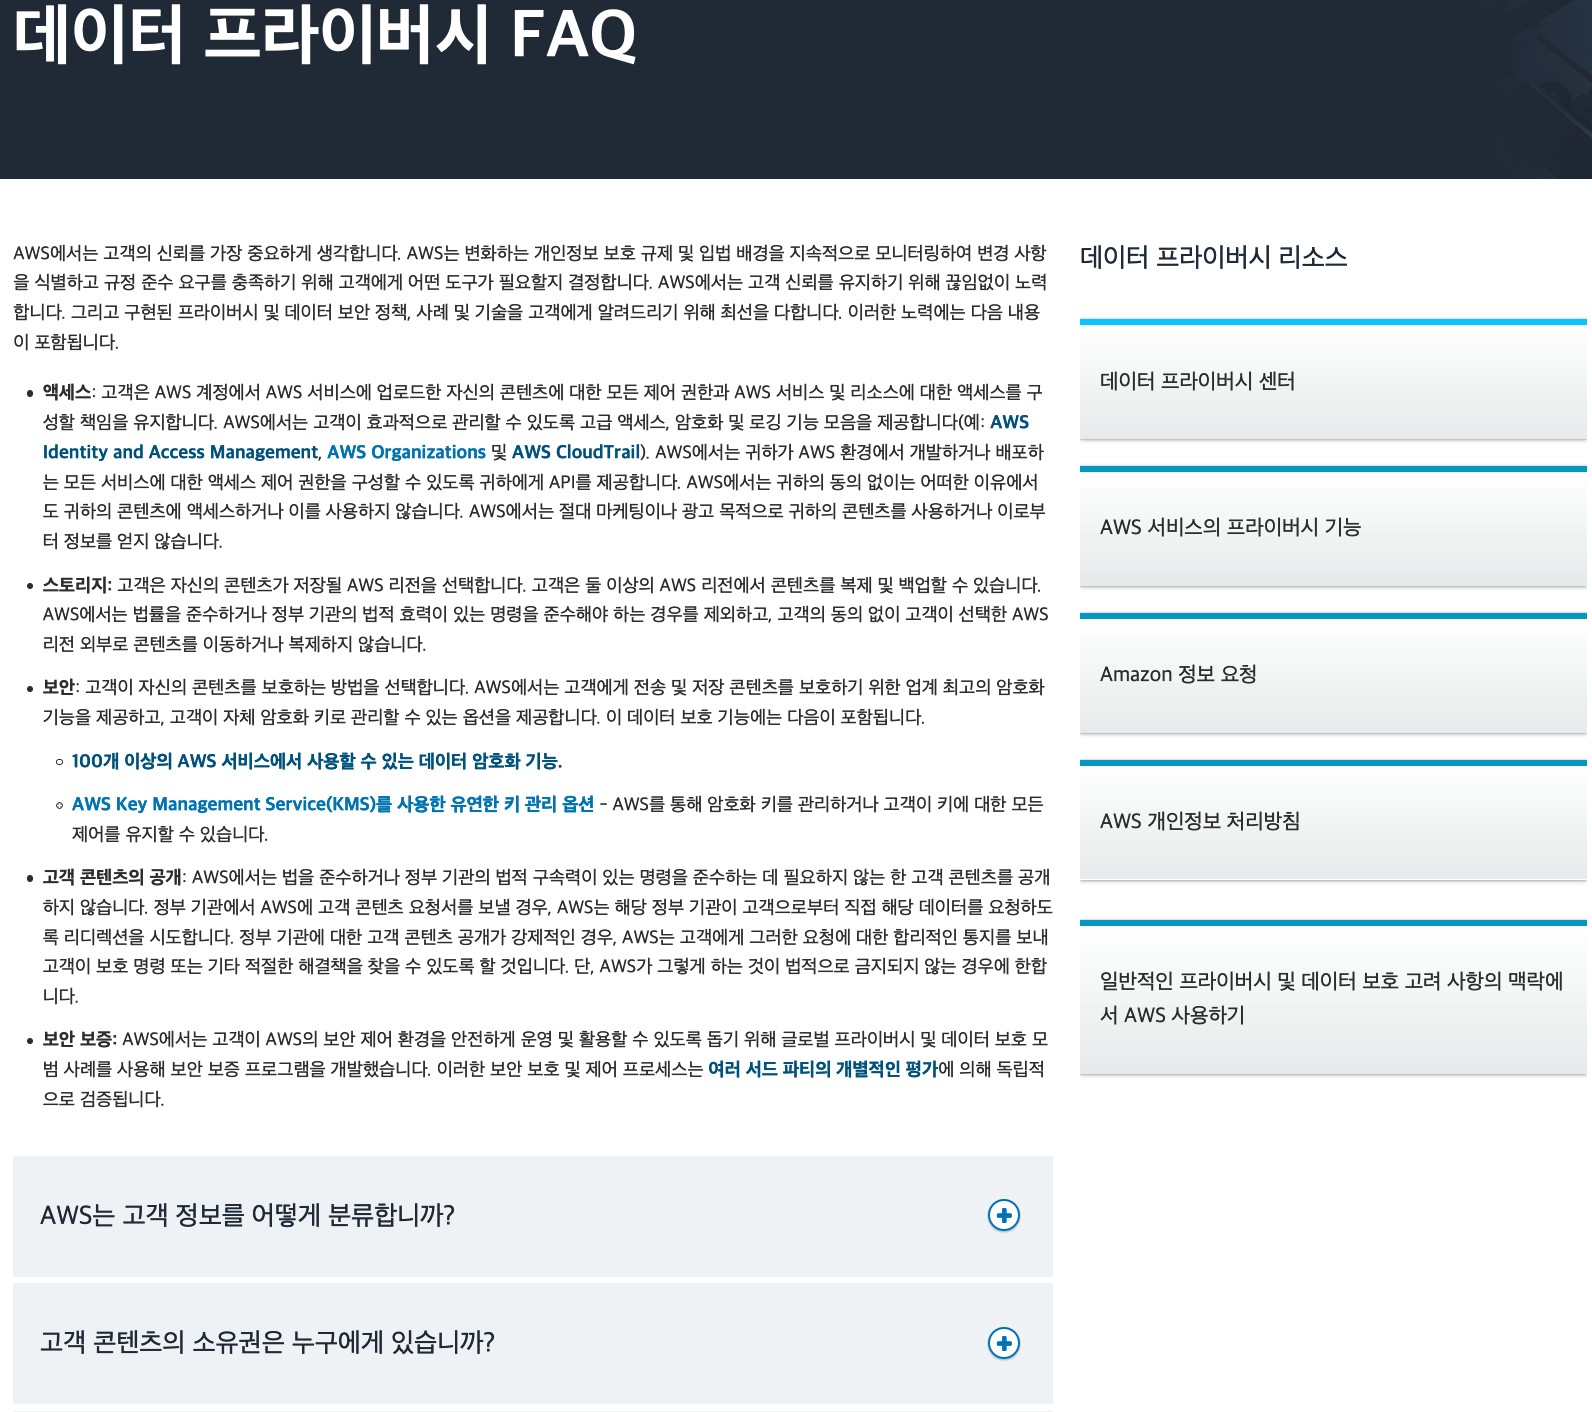 데이터 프라이버시 FAQ
AWS에서는 고객의 신뢰를 가장 중요하게 생각합니다. AWS는 변화하는 개인정보 보호 규제 및 입법 배경을 지속적으로 모니터링하여 변경 사항
을 식별하고 규정 준수 요구를 충족하기 위해 고객에게 어떤 도구가 필요할지 결정합니다. AWS에서는 고객 신뢰를 유지하기 위해 끊임없이 노력
합니다. 그리고 구현된 프라이버시 및 데이터 보안 정책, 사례 및 기술을 고객에게 알려드리기 위해 최선을 다합니다. 이러한 노력에는 다음 내용
이 포함됩니다.
• 액세스: 고객은 AWS 계정에서 AWS 서비스에 업로드한 자신의 콘텐츠에 대한 모든 제어 권한과 AWS 서비스 및 리소스에 대한 액세스를 구
성할 책임을 유지합니다. AWS에서는 고객이 효과적으로 관리할 수 있도록 고급 액세스, 암호화 및 로깅 기능 모음을 제공합니다(예: AWS
Identity and Access Management, AWS Organizations 및 AWS CloudTrail). AWS에서는 귀하가 AWS 환경에서 개발하거나 배포하
는 모든 서비스에 대한 액세스 제어 권한을 구성할 수 있도록 귀하에게 API를 제공합니다. AWS에서는 귀하의 동의 없이는 어떠한 이유에서
도 귀하의 콘텐츠에 액세스하거나 이를 사용하지 않습니다. AWS에서는 절대 마케팅이나 광고 목적으로 귀하의 콘텐츠를 사용하거나 이로부
터 정보를 얻지 않습니다.
• 스토리지: 고객은 자신의 콘텐츠가 저장될 AWS 리전을 선택합니다. 고객은 둘 이상의 AWS 리전에서 콘텐츠를 복제 및 백업할 수 있습니다.
AWS에서는 법률을 준수하거나 정부 기관의 법적 효력이 있는 명령을 준수해야 하는 경우를 제외하고, 고객의 동의 없이 고객이 선택한 AWS
리전 외부로 콘텐츠를 이동하거나 복제하지 않습니다.
• 보안: 고객이 자신의 콘텐츠를 보호하는 방법을 선택합니다. AWS에서는 고객에게 전송 및 저장 콘텐츠를 보호하기 위한 업계 최고의 암호화
기능을 제공하고, 고객이 자체 암호화 키로 관리할 수 있는 옵션을 제공합니다. 이 데이터 보호 기능에는 다음이 포함됩니다.
○ 100개 이상의 AWS 서비스에서 사용할 수 있는 데이터 암호화 기능.
○ AWS Key Management Service(KMS)를 사용한 유연한 키 관리 옵션 – AWS를 통해 암호화 키를 관리하거나 고객이 키에 대한 모든
제어를 유지할 수 있습니다.
• 고객 콘텐츠의 공개: AWS에서는 법을 준수하거나 정부 기관의 법적 구속력이 있는 명령을 준수하는 데 필요하지 않는 한 고객 콘텐츠를 공개
하지 않습니다. 정부 기관에서 AWS에 고객 콘텐츠 요청서를 보낼 경우, AWS는 해당 정부 기관이 고객으로부터 직접 해당 데이터를 요청하도
록 리디렉션을 시도합니다. 정부 기관에 대한 고객 콘텐츠 공개가 강제적인 경우, AWS는 고객에게 그러한 요청에 대한 합리적인 통지를 보내
고객이 보호 명령 또는 기타 적절한 해결책을 찾을 수 있도록 할 것입니다. 단, AWS가 그렇게 하는 것이 법적으로 금지되지 않는 경우에 한합
니다.
• 보안 보증: AWS에서는 고객이 AWS의 보안 제어 환경을 안전하게 운영 및 활용할 수 있도록 돕기 위해 글로벌 프라이버시 및 데이터 보호 모
범 사례를 사용해 보안 보증 프로그램을 개발했습니다. 이러한 보안 보호 및 제어 프로세스는 여러 서드 파티의 개별적인 평가에 의해 독립적
으로 검증됩니다.
AWS는 고객 정보를 어떻게 분류합니까?
고객 콘텐츠의 소유권은 누구에게 있습니까?
데이터 프라이버시 리소스
데이터 프라이버시 센터
AWS 서비스의 프라이버시 기능
Amazon 정보 요청
AWS 개인정보 처리방침
일반적인 프라이버시 및 데이터 보호 고려 사항의 맥락에
서 AWS 사용하기